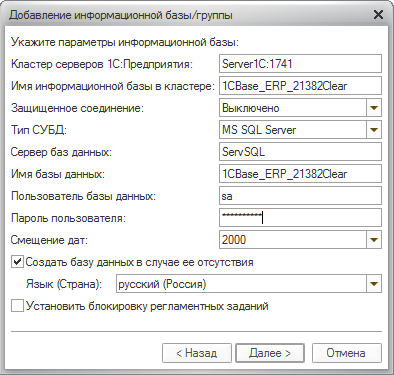 Добавление информационной базы/группы
Укажите параметры информационной базы:
Кластер серверов 1С:Предприятия: Server1C:1741
Имя информационной базы в кластере: 1CBase_ERP_21382Clear
Защищенное соединение: Выключено
Тип СУБД: MS SQL Server
Сервер баз данных: ServSQL
Имя базы данных: 1CBase_ERP_21382Clear
Пользователь базы данных: sa
Пароль пользователя: **********
Смещение дат: 2000
Создать базу данных в случае ее отсутствия
Язык (Страна): русский (Россия)
Установить блокировку регламентных заданий
< Назад Далее > Отмена